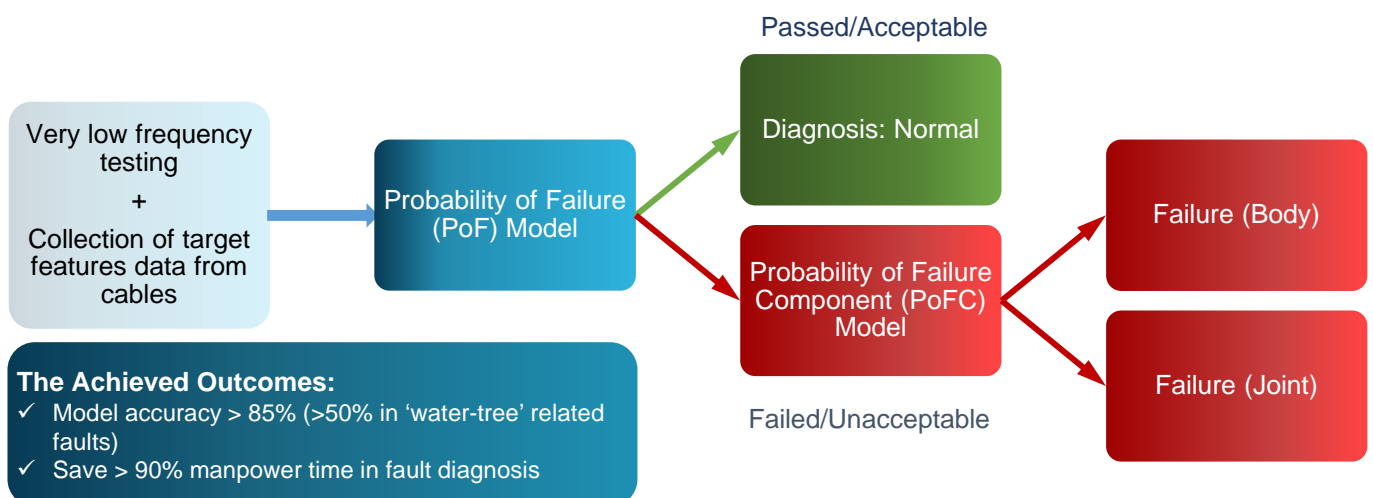 Passed/Acceptable
Very low frequency
testing
+
Collection of target
features data from
cables
Probability of Failure
(PoF) Model
Diagnosis: Normal
Probability of Failure
Component (PoFC)
Model
Failed/Unacceptable
Failure (Body)
Failure (Joint)
The Achieved Outcomes:
✓ Model accuracy > 85% (>50% in ‘water-tree’ related
faults)
✓ Save > 90% manpower time in fault diagnosis